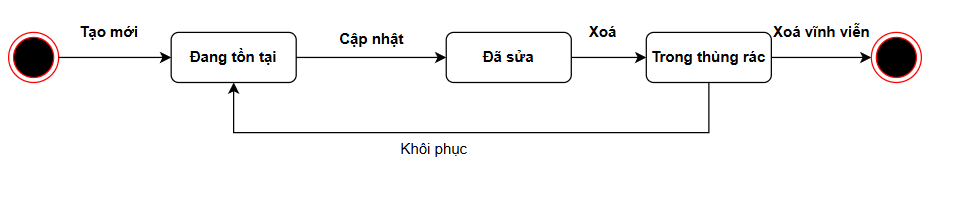 Tạo mới
Đang tồn tại
Cập nhật
Đã sửa
Xoá
Trong thùng rác
Xoá vĩnh viễn
Khôi phục